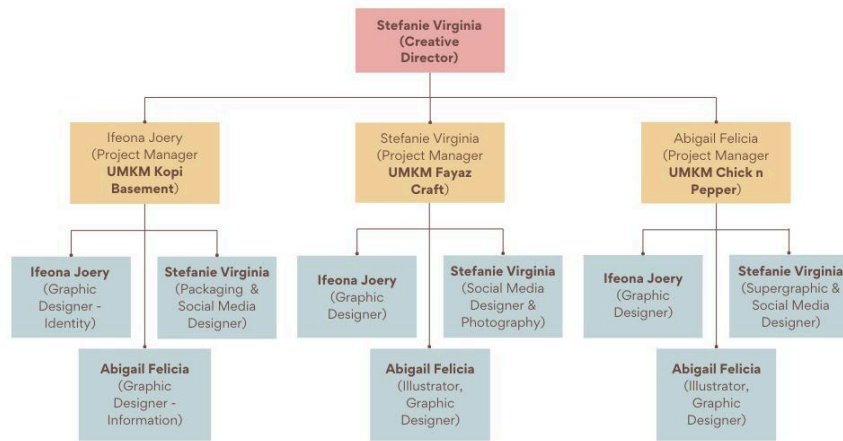 Stefanie Virginia
(Creative
Director)
Ifeona Joery
(Project Manager
UMKM Kopi
Basement)
Stefanie Virginia
(Project Manager
UMKM Fayaz
Craft)
Abigail Felicia
(Project Manager
UMKM Chick n
Pepper)
Ifeona Joery
(Graphic
Designer -
Identity)
Stefanie Virginia
(Packaging &
Social Media
Designer)
Abigail Felicia
(Graphic
Designer -
Information)
Ifeona Joery
(Graphic
Designer)
Stefanie Virginia
(Social Media
Designer &
Photography)
Abigail Felicia
(Illustrator,
Graphic
Designer)
Ifeona Joery
(Graphic
Designer)
Stefanie Virginia
(Supergraphic &
Social Media
Designer)
Abigail Felicia
(Illustrator,
Graphic
Designer)